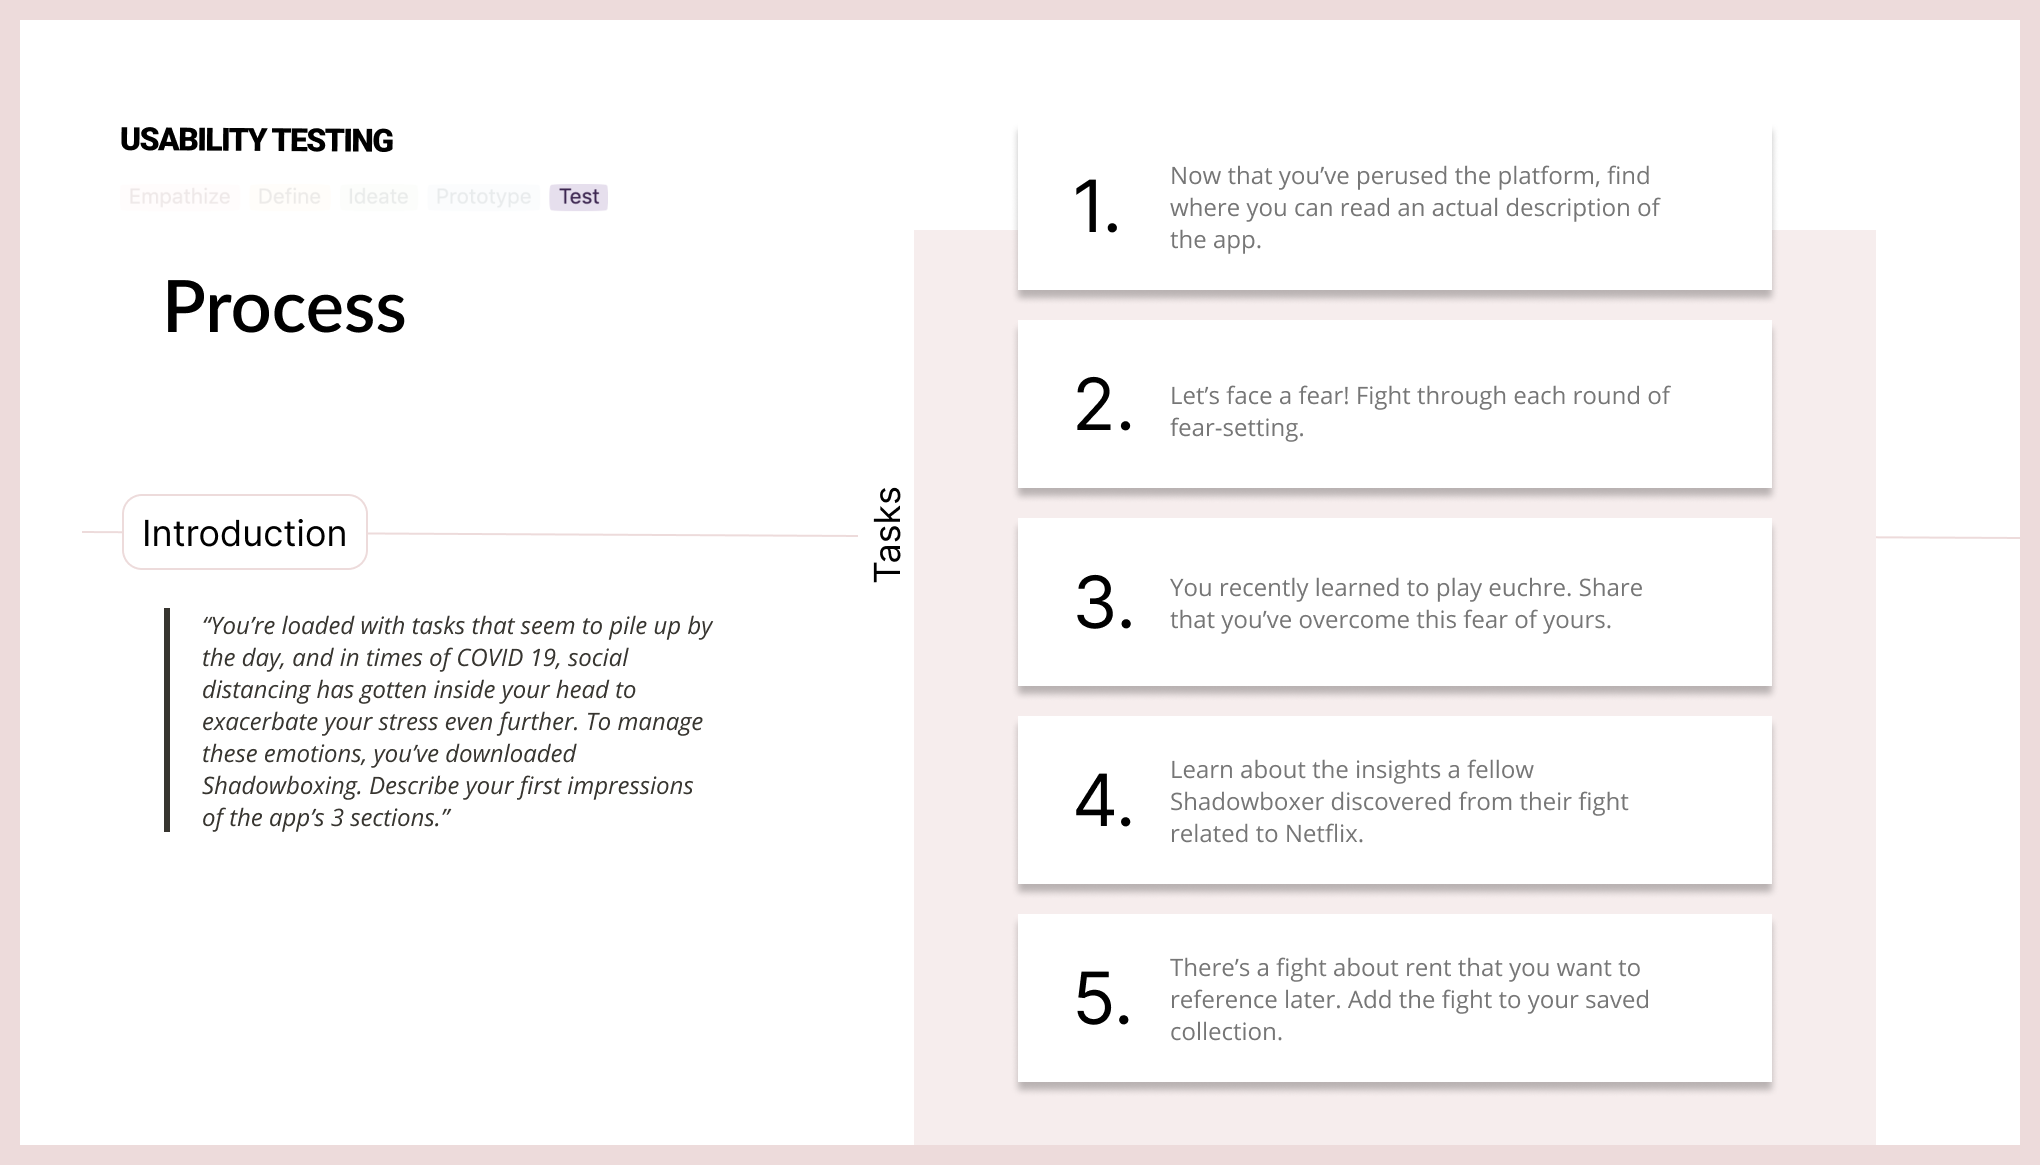 USABILITY TESTING
Empathize Define Ideate Prototype Test
Process
Introduction
“You’re loaded with tasks that seem to pile up by
the day, and in times of COVID 19, social
distancing has gotten inside your head to
exacerbate your stress even further. To manage
these emotions, you’ve downloaded
Shadowboxing. Describe your first impressions
of the app’s 3 sections.”
Tasks
1.
Now that you’ve perused the platform, find
where you can read an actual description of
the app.
2.
Let’s face a fear! Fight through each round of
fear-setting.
3.
You recently learned to play euchre. Share
that you’ve overcome this fear of yours.
4.
Learn about the insights a fellow
Shadowboxer discovered from their fight
related to Netflix.
5.
There’s a fight about rent that you want to
reference later. Add the fight to your saved
collection.